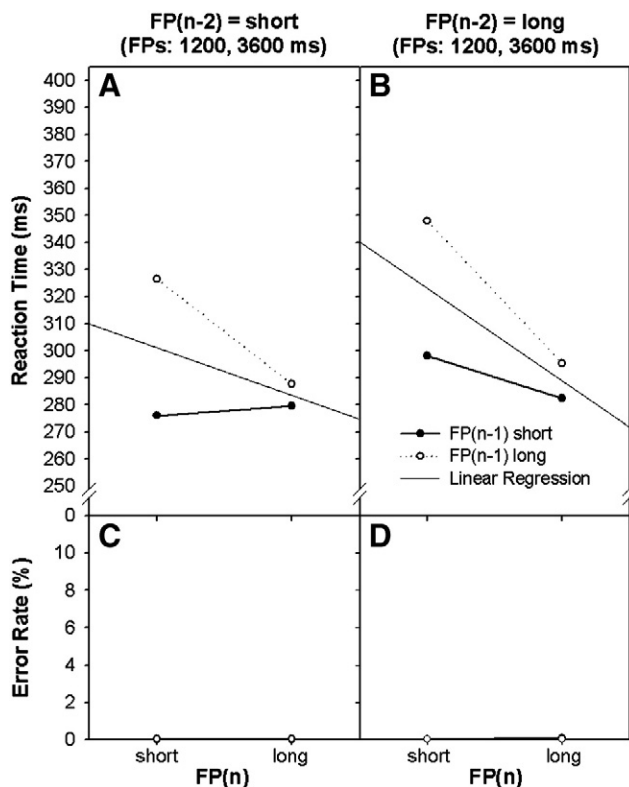 FP(n-2) = short
(FPs: 1200, 3600 ms)
FP(n-2) = long
(FPs: 1200, 3600 ms)
A
B
Reaction Time (ms)
400
390
380
370
360
350
340
330
320
310
300
290
280
270
260
250
0
FP(n-1) short
FP(n-1) long
Linear Regression
C
D
Error Rate (%)
10
8
6
4
2
0
short
long
short
long
FP(n)
FP(n)